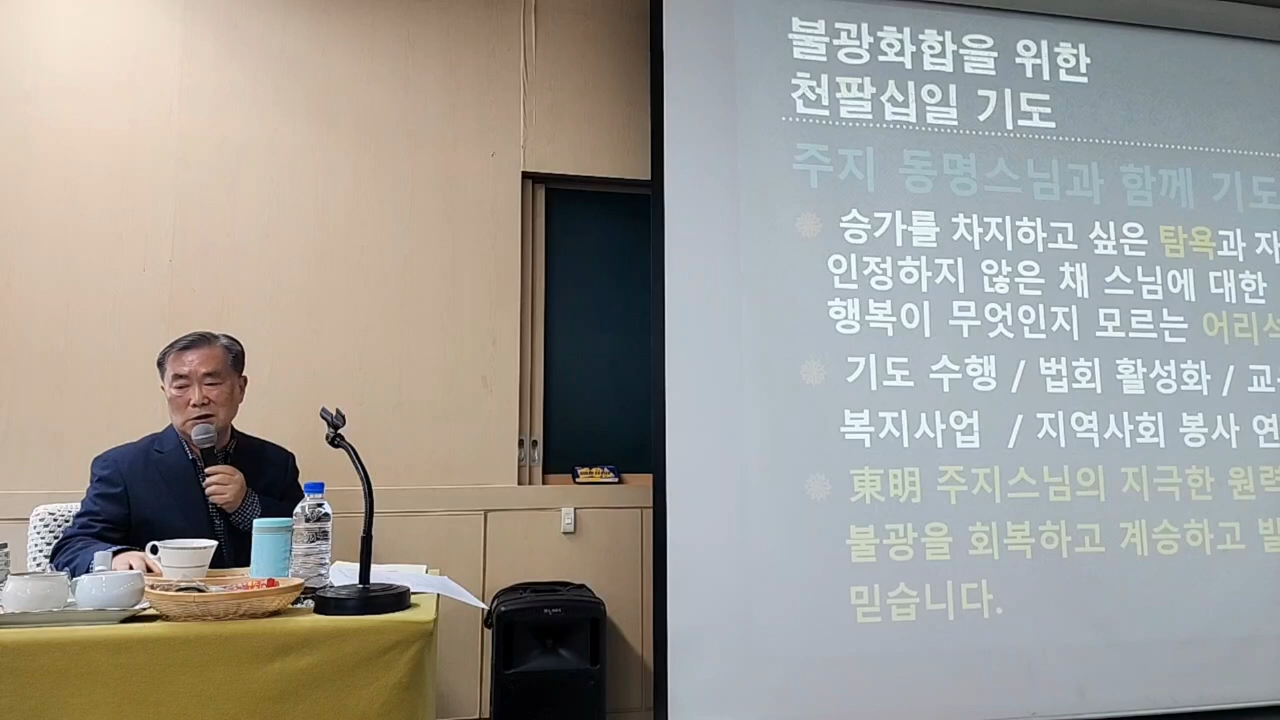 불광화합을 위한
천팔십일 기도
주지 동명스님과 함께 기도
승가를 차지하고 싶은 탐욕과
인정하지 않은 채 스님에 대한
행복이 무엇인지 모르는
기도 수행 / 법회 활성화 /
복지사업 / 지역사회 봉사
東明 주지스님의 지극한 원력
불광을 회복하고 계승하고
믿습니다.